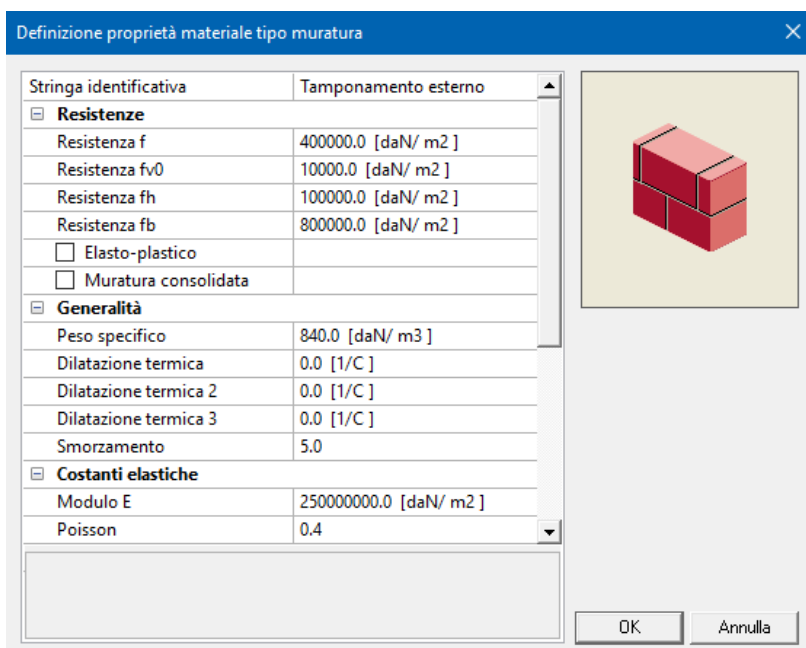 Definizione proprietà materiale tipo muratura
Stringa identificativa Tamponamento esterno
Resistenze
Resistenza f 400000.0 [daN/ m2 ]
Resistenza fv0 10000.0 [daN/ m2 ]
Resistenza fh 100000.0 [daN/ m2 ]
Resistenza fb 800000.0 [daN/ m2 ]
Elasto-plastico
Muratura consolidata
Generalità
Peso specifico 840.0 [daN/ m3 ]
Dilatazione termica 0.0 [1/C ]
Dilatazione termica 2 0.0 [1/C ]
Dilatazione termica 3 0.0 [1/C ]
Smorzamento 5.0
Costanti elastiche
Modulo E 250000000.0 [daN/ m2 ]
Poisson 0.4
OK Annulla